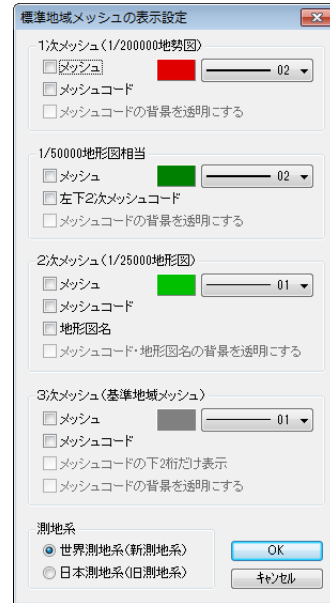 標準地域メッシュの表示設定
1次メッシュ(1/200000地勢図)
メッシュ 02
メッシュコード
メッシュコードの背景を透明にする
1/50000地形図相当
メッシュ 02
左下2次メッシュコード
メッシュコードの背景を透明にする
2次メッシュ(1/25000地形図)
メッシュ 01
メッシュコード
地形図名
メッシュコード・地形図名の背景を透明にする
3次メッシュ(基準地域メッシュ)
メッシュ 01
メッシュコード
メッシュコードの下2桁だけ表示
メッシュコードの背景を透明にする
測地系
世界測地系(新測地系) OK
日本測地系(旧測地系) キャンセル